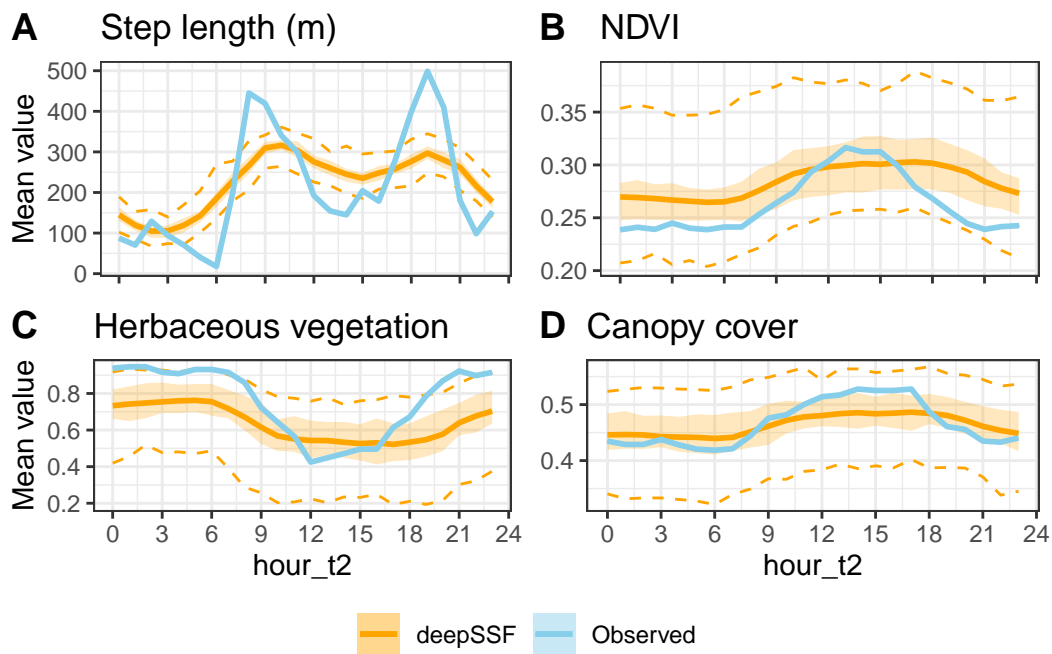 A Step length (m)
B NDVI
Mean value
500
400
300
200
100
0
0.35
0.30
0.25
0.20
C Herbaceous vegetation
D Canopy cover
Mean value
0.8
0.6
0.4
0.2
0.5
0.4
0 3 6 9 12 15 18 21 24
0 3 6 9 12 15 18 21 24
hour_t2
hour_t2
deepSSF Observed